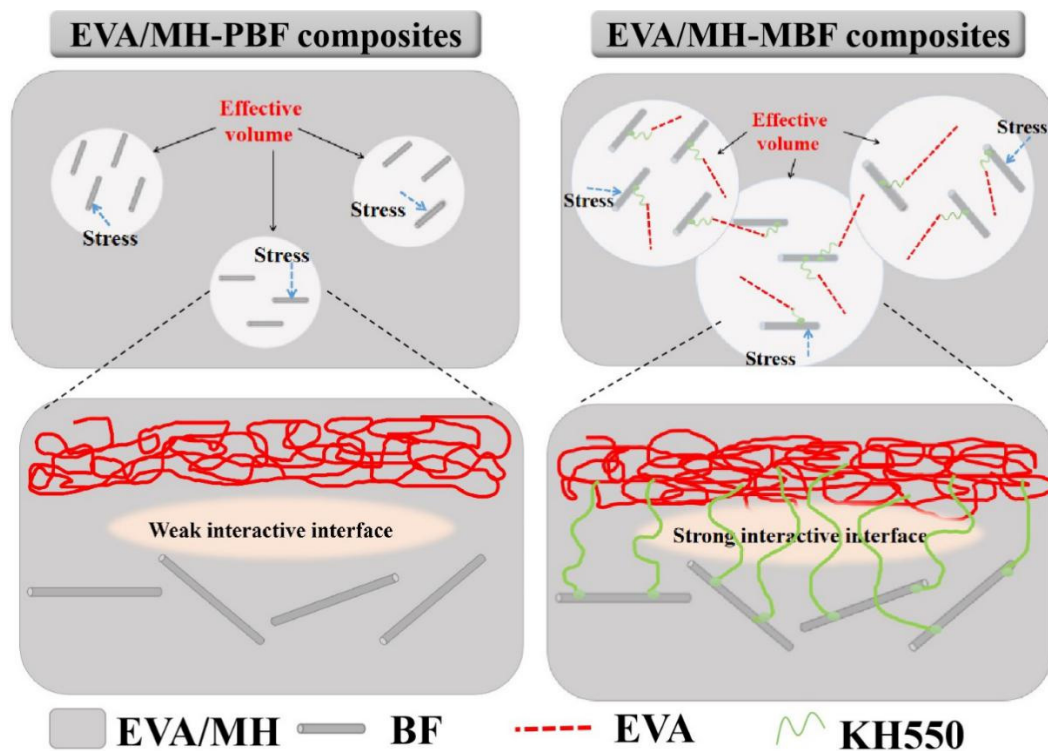 EVA/MH-PBF composites
EVA/MH-MBF composites
Effective
volume
Stress
Stress
Stress
Effective
volume
Stress
Stress
Stress
Weak interactive interface
Strong interactive interface
EVA/MH
BF
EVA
KH550